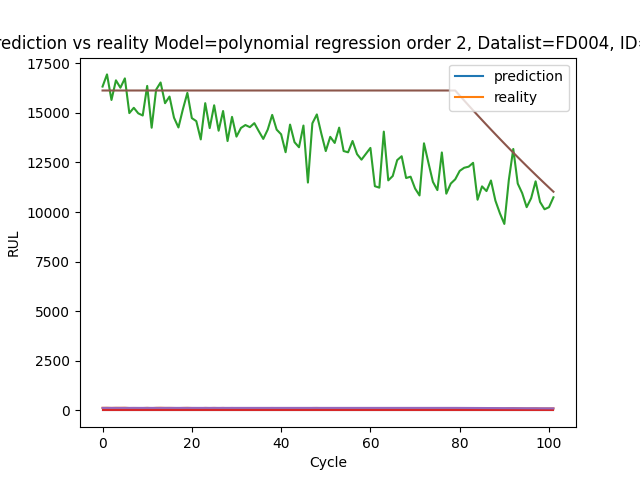 rediction vs reality Model=polynomial regression order 2, Datalist=FD004, ID=
17500
15000
12500
10000
7500
5000
2500
0
RUL
prediction
reality
0 20 40 60 80 100
Cycle